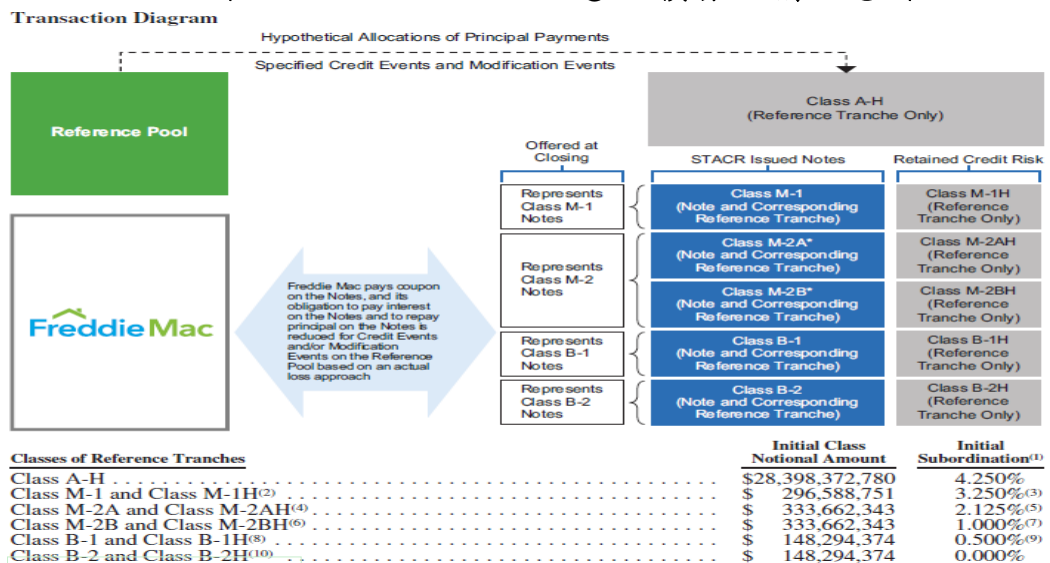 Transaction Diagram
Hypothetical Allocations of Principal Payments
Specified Credit Events and Modification Events
Reference Pool
Class A-H
(Reference Tranche Only)
Offered at
Closing
STACR Issued Notes
Retained Credit Risk
Represents
Class M-1
Notes
Class M-1
(Note and Corresponding
Reference Tranche)
Class M-1H
(Reference
Tranche Only)
Represents
Class M-2
Notes
Class M-2A*
(Note and Corresponding
Reference Tranche)
Class M-2AH
(Reference
Tranche Only)
Class M-2B*
(Note and Corresponding
Reference Tranche)
Class M-2BH
(Reference
Tranche Only)
Represents
Class B-1
Notes
Class B-1
(Note and Corresponding
Reference Tranche)
Class B-1H
(Reference
Tranche Only)
Represents
Class B-2
Notes
Class B-2
(Note and Corresponding
Reference Tranche)
Class B-2H
(Reference
Tranche Only)
Freddie Mac
Freddie Mac pays coupon
on the Notes, and its
obligation to pay interest
on the Notes and to repay
principal on the Notes is
reduced for Credit Events
and/or Modification
Events on the Reference
Pool based on an actual
loss approach
Classes of Reference Tranches Initial Class Notional Amount Initial Subordination(1)
Class A-H $28,398,372,780 4.250%
Class M-1 and Class M-1H(2) $ 296,588,751 3.250%(3)
Class M-2A and Class M-2AH(4) $ 333,662,343 2.125%(5)
Class M-2B and Class M-2BH(6) $ 333,662,343 1.000%(7)
Class B-1 and Class B-1H(8) $ 148,294,374 0.500%(9)
Class B-2 and Class B-2H(10) $ 148,294,374 0.000%